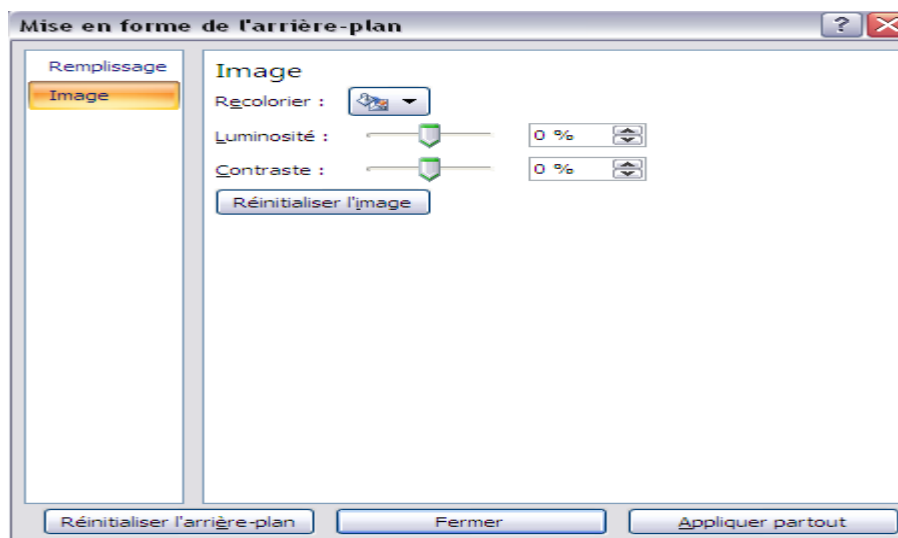 Mise en forme de l'arrière-plan
Remplissage
Image
Image
Recolorier :
Luminosité :
0 %
Contraste :
0 %
Réinitialiser l'image
Réinitialiser l'arrière-plan
Fermer
Appliquer partout